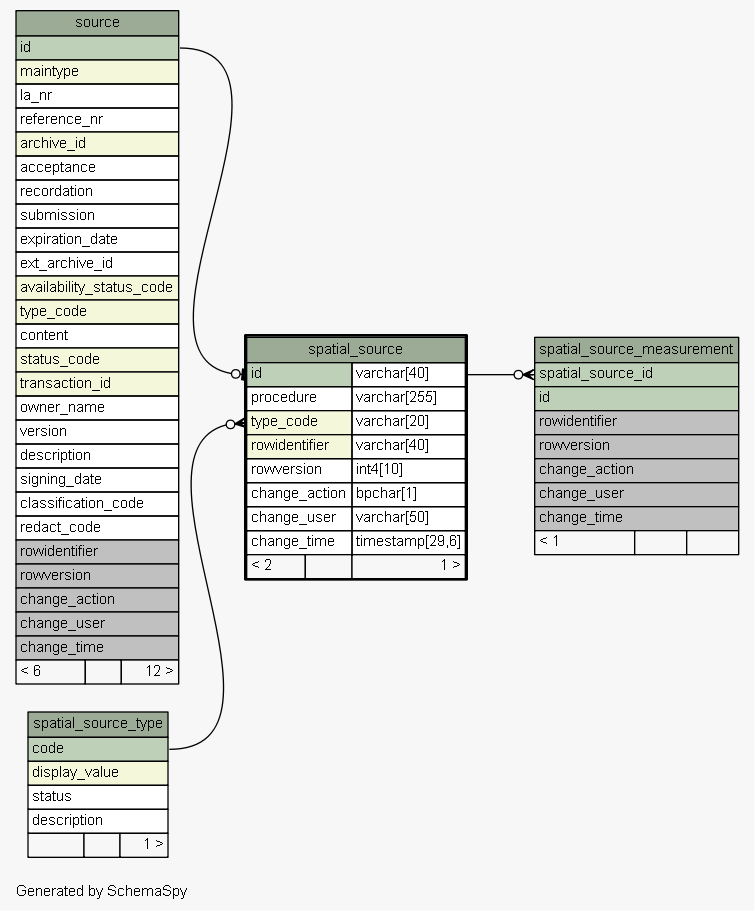 source
id
maintype
la_nr
reference_nr
archive_id
acceptance
recordation
submission
expiration_date
ext_archive_id
availability_status_code
type_code
content
status_code
transaction_id
owner_name
version
description
signing_date
classification_code
redact_code
rowidentifier
rowversion
change_action
change_user
change_time
< 6 12 >
spatial_source
id varchar[40]
procedure varchar[255]
type_code varchar[20]
rowidentifier varchar[40]
rowversion int4[10]
change_action bpchar[1]
change_user varchar[50]
change_time timestamp[29,6]
< 2 1 >
spatial_source_measurement
spatial_source_id
id
rowidentifier
rowversion
change_action
change_user
change_time
< 1
spatial_source_type
code
display_value
status
description
1 >
Generated by SchemaSpy